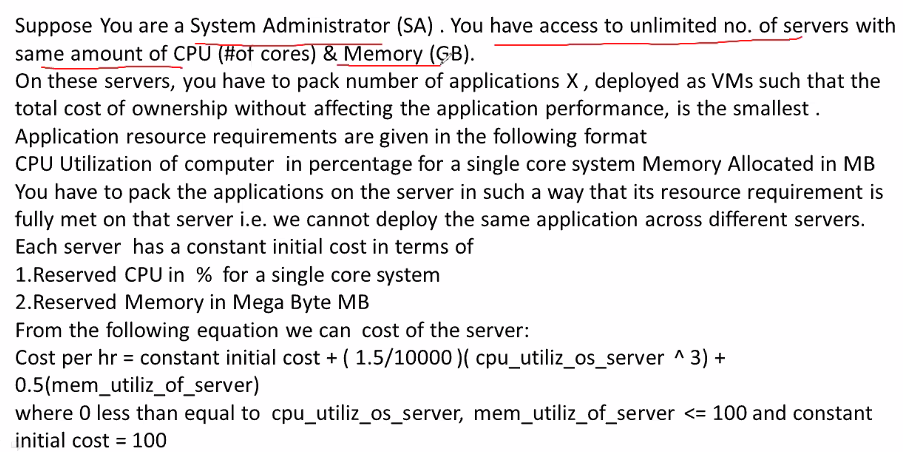 Suppose You are a System Administrator (SA) . You have access to unlimited no. of servers with
same amount of CPU (#of cores) & Memory (GB).
On these servers, you have to pack number of applications X , deployed as VMs such that the
total cost of ownership without affecting the application performance, is the smallest .
Application resource requirements are given in the following format
CPU Utilization of computer in percentage for a single core system Memory Allocated in MB
You have to pack the applications on the server in such a way that its resource requirement is
fully met on that server i.e. we cannot deploy the same application across different servers.
Each server has a constant initial cost in terms of
1.Reserved CPU in % for a single core system
2.Reserved Memory in Mega Byte MB
From the following equation we can cost of the server:
Cost per hr = constant initial cost + ( 1.5/10000 )( cpu_utiliz_os_server ^ 3) +
0.5(mem_utiliz_of_server)
where 0 less than equal to cpu_utiliz_os_server, mem_utiliz_of_server <= 100 and constant
initial cost = 100